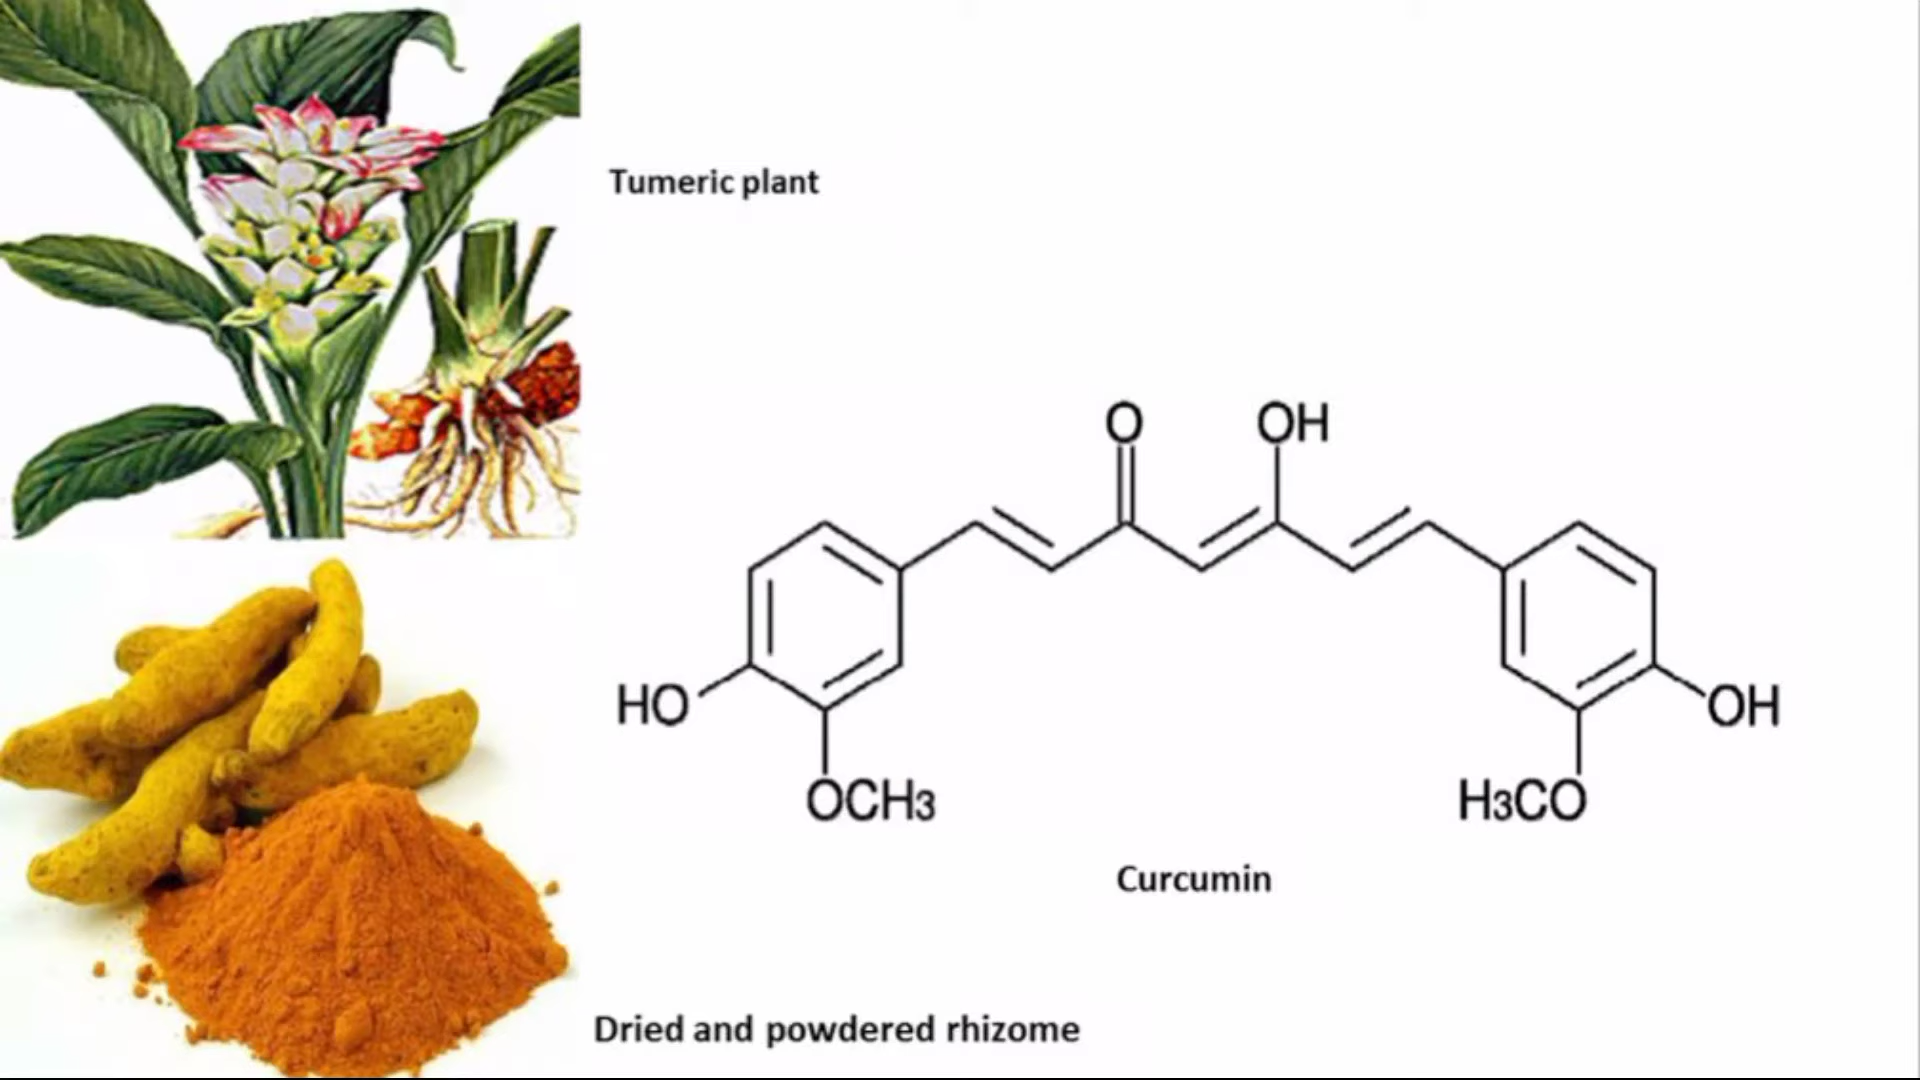 Tumeric plant
O
OH
HO
OH
OCH3
H3CO
Curcumin
Dried and powdered rhizome